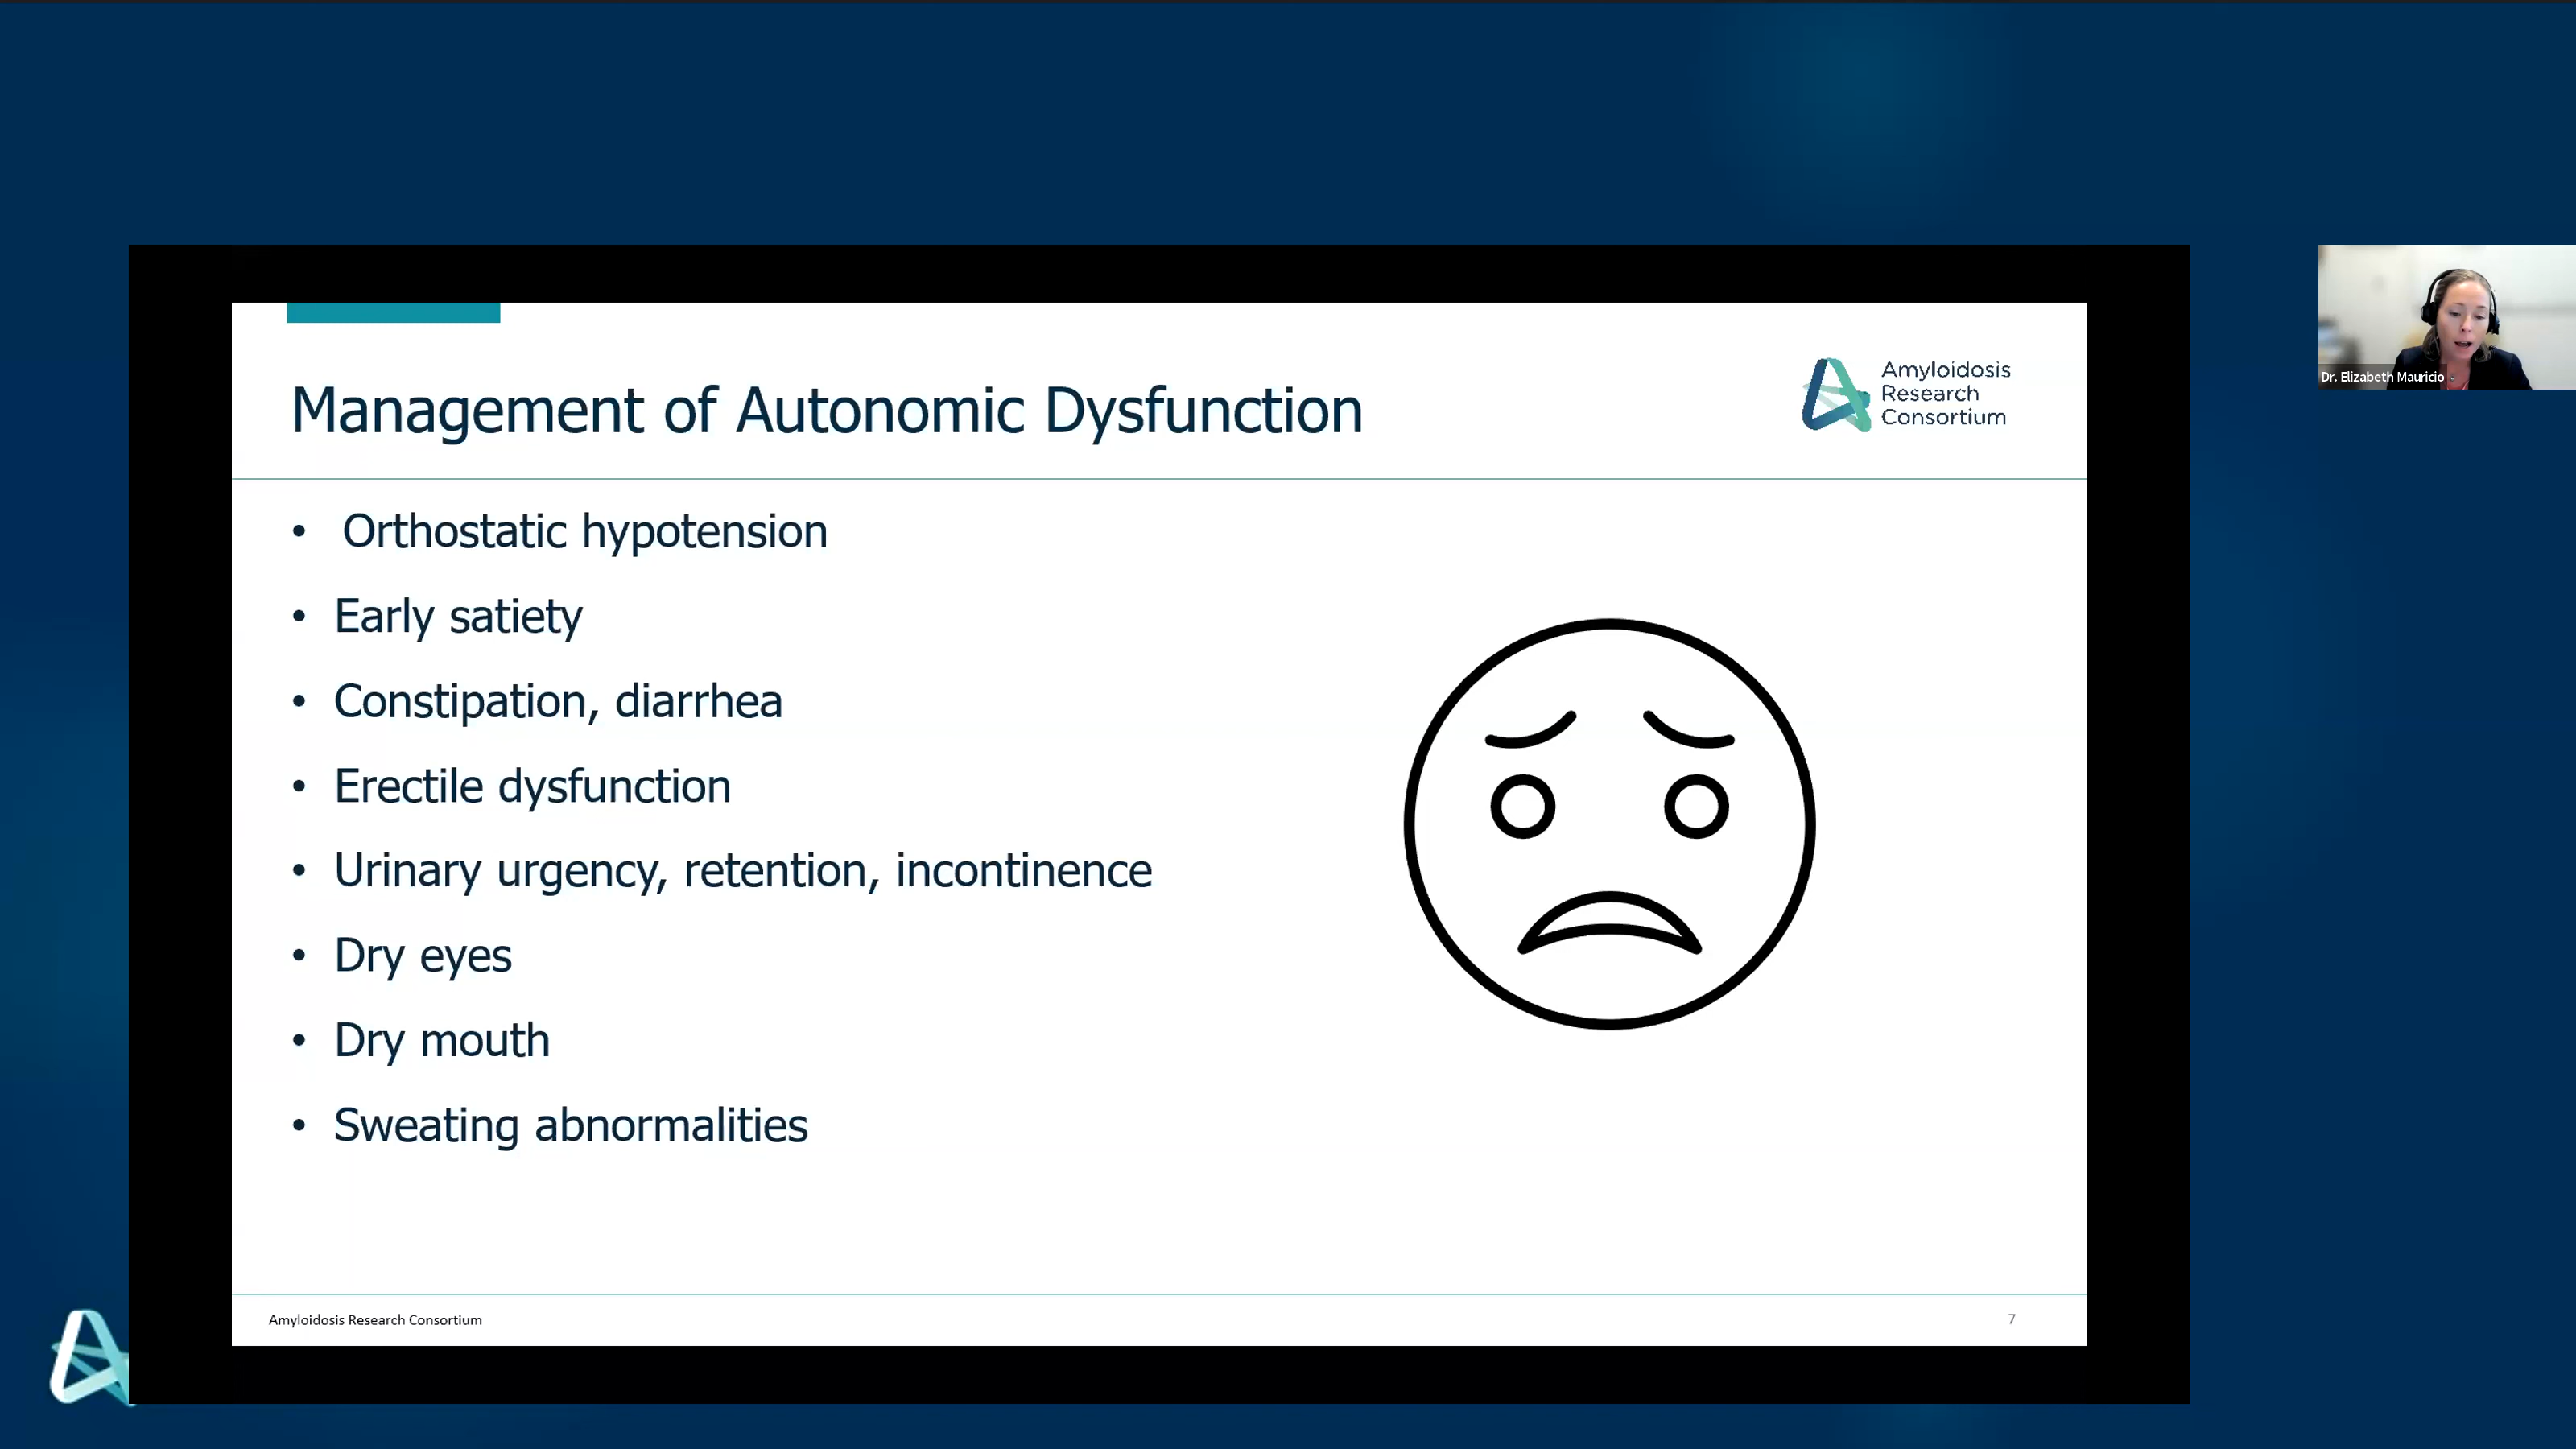 Management of Autonomic Dysfunction
Amyloidosis
Research
Consortium
• Orthostatic hypotension
• Early satiety
• Constipation, diarrhea
• Erectile dysfunction
• Urinary urgency, retention, incontinence
• Dry eyes
• Dry mouth
• Sweating abnormalities
Amyloidosis Research Consortium
7
Dr. Elizabeth Mauricio